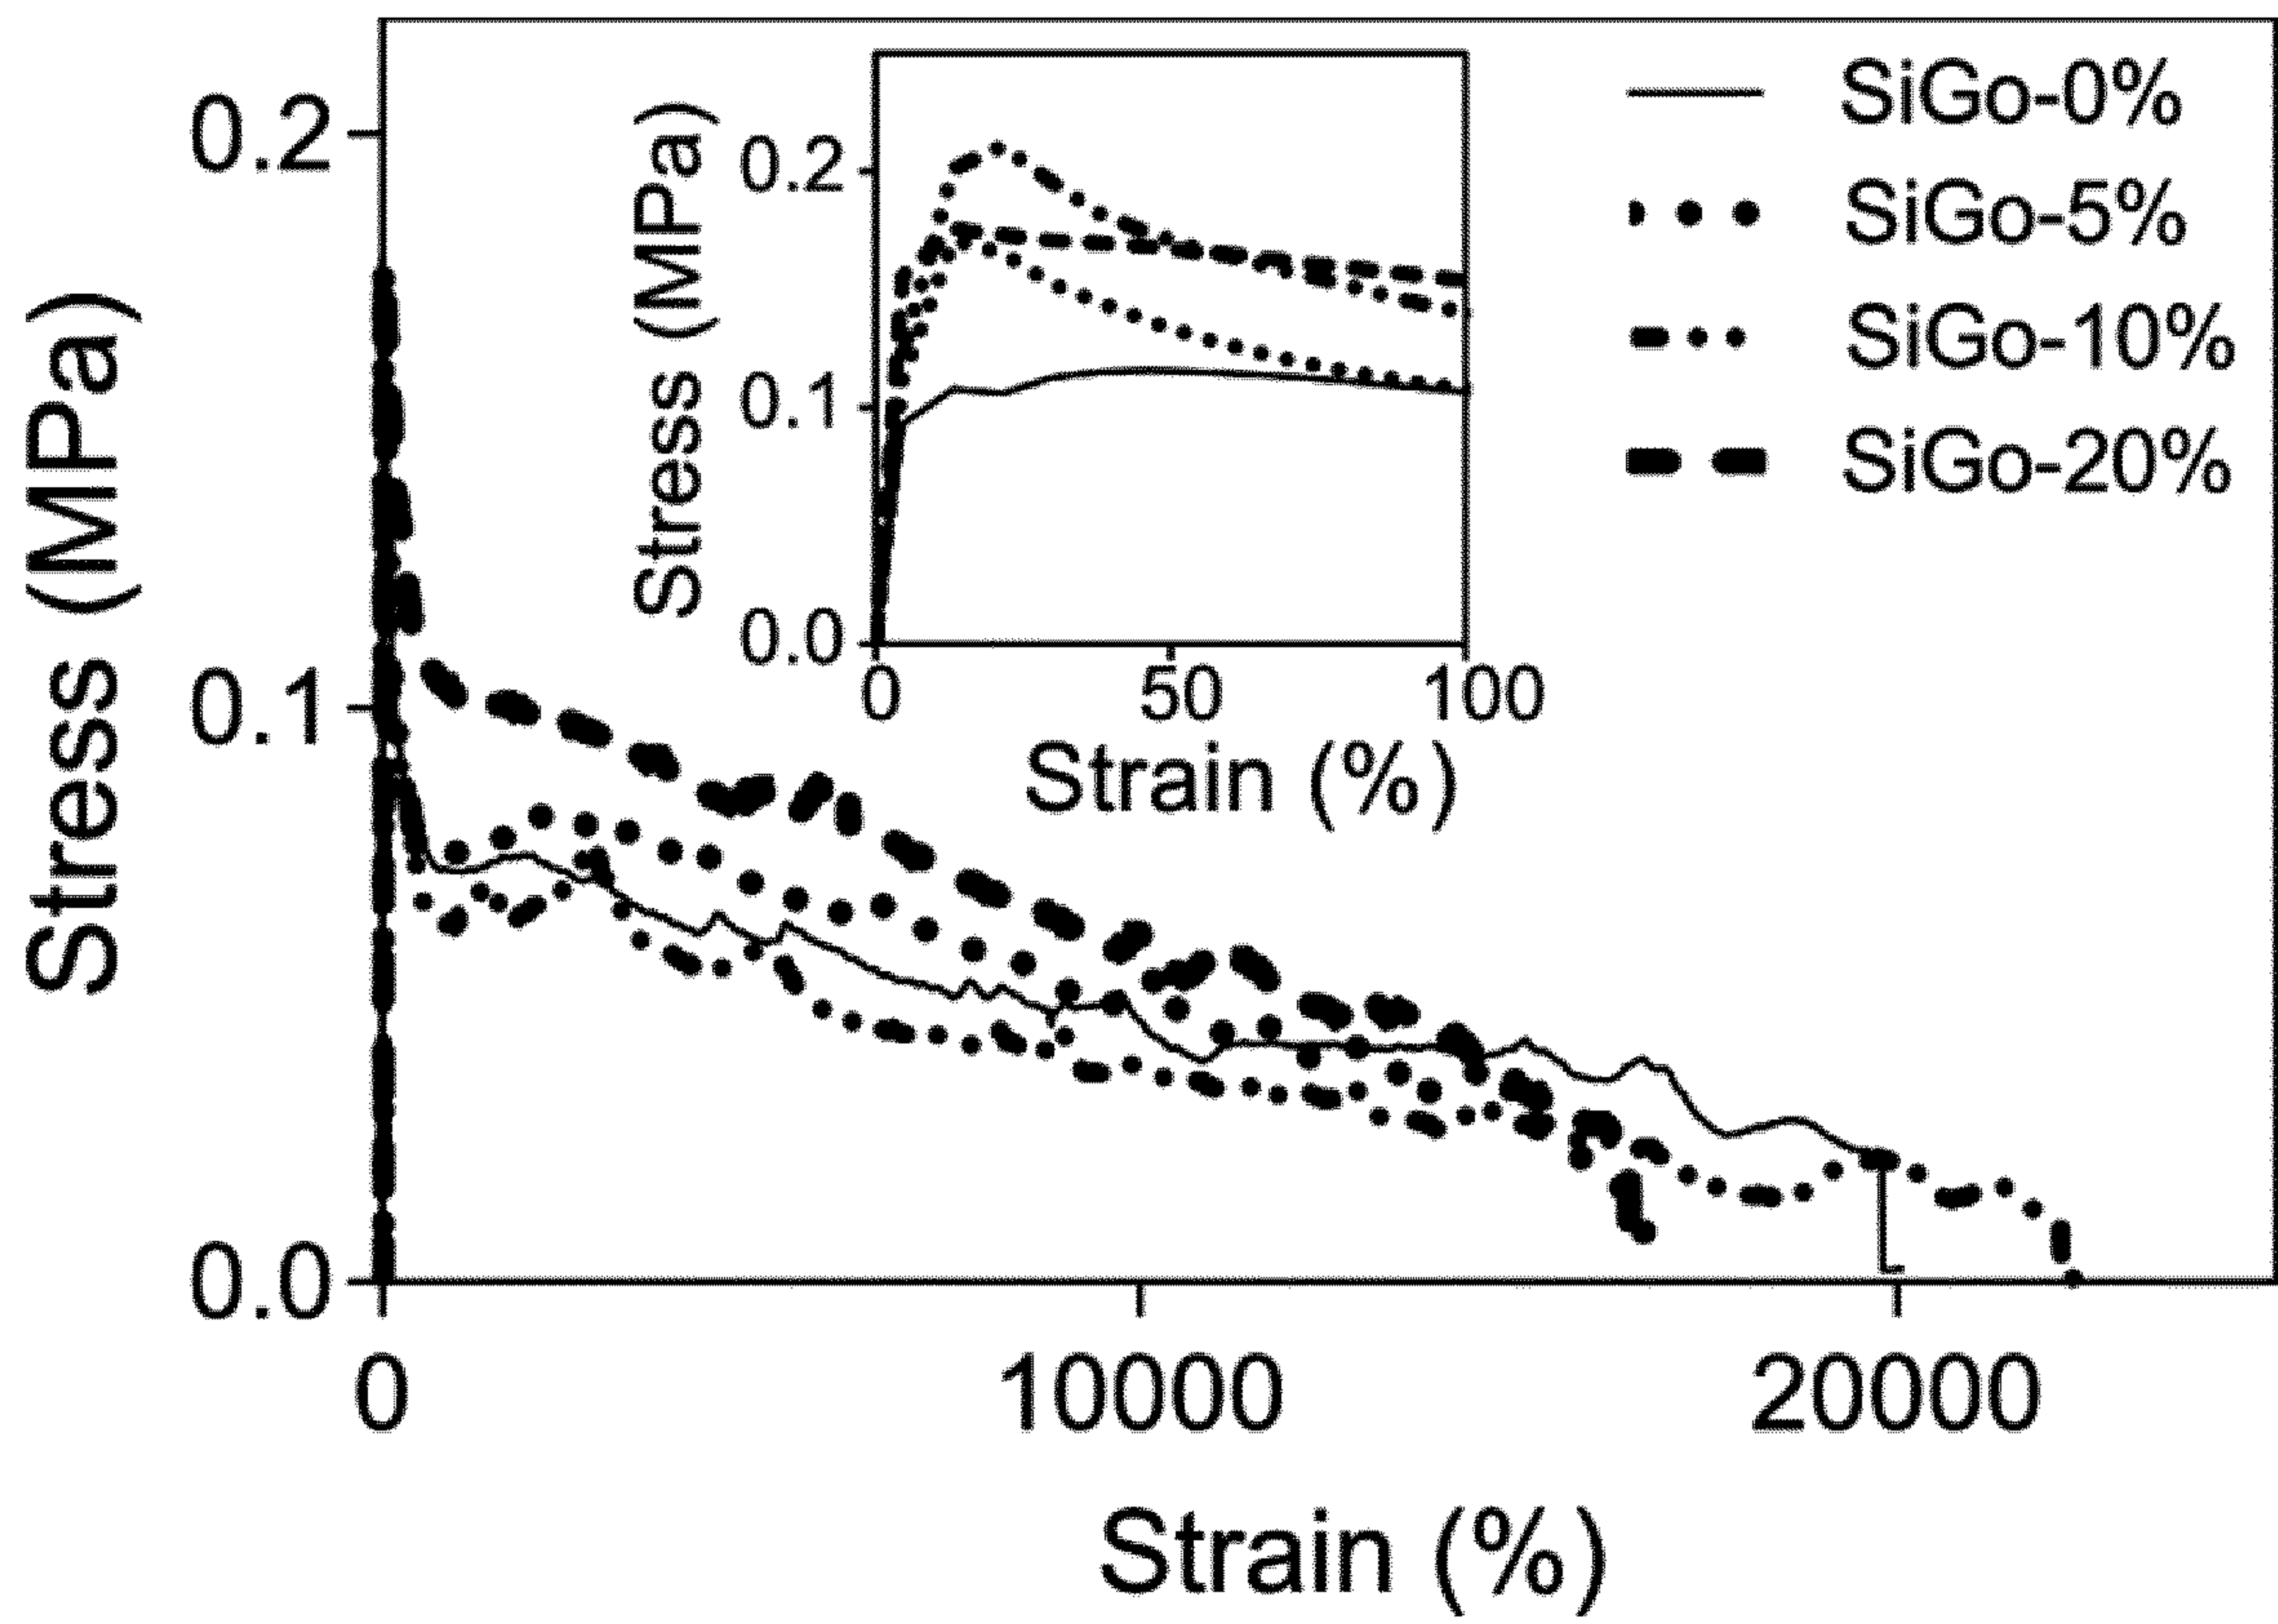 SiGo-0%
SiGo-5%
SiGo-10%
SiGo-20%
Stress (MPa)
0.2
0.1
0.0
0
50
100
Strain (%)
Stress (MPa)
0.2
0.1
0.0
0
10000
20000
Strain (%)